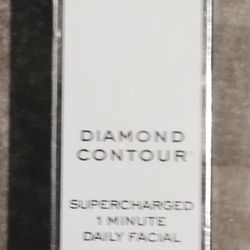 DIAMOND
CONTOUR
SUPERCHARGED
1 MINUTE
DAILY FACIAL